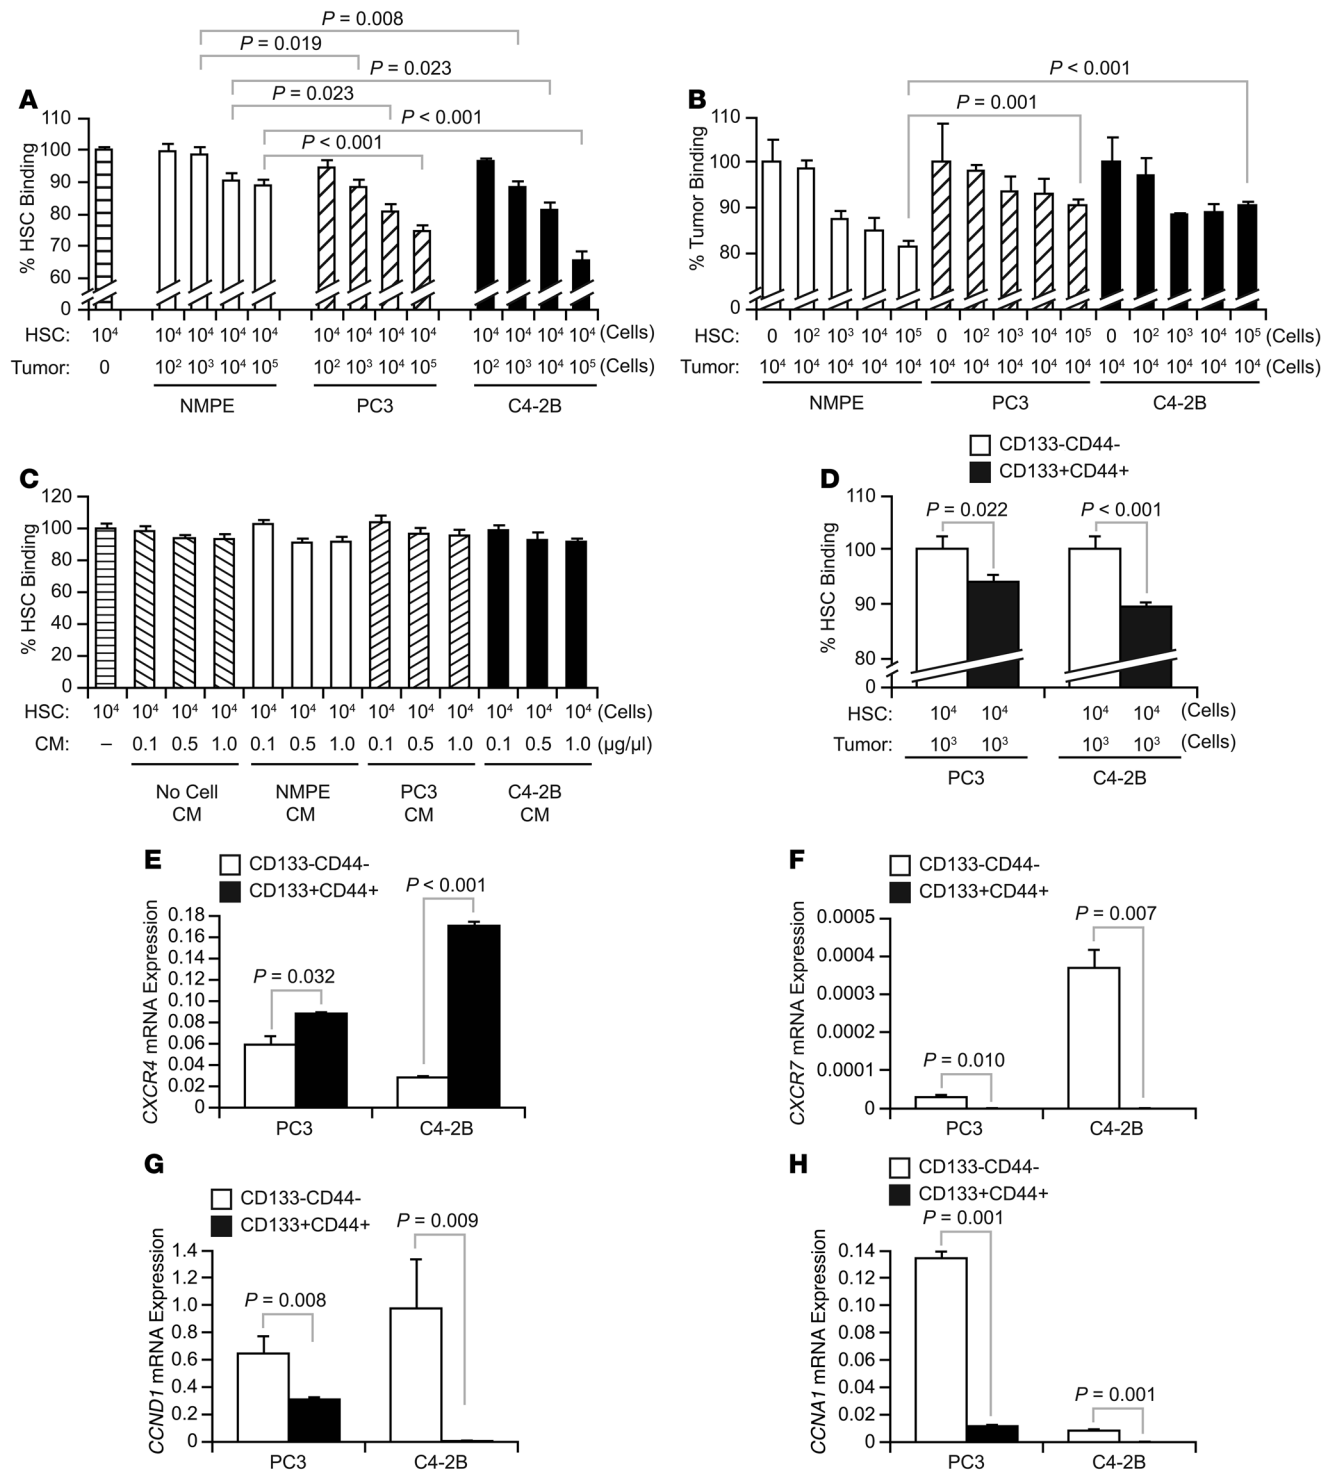 A
P = 0.008
P = 0.019
P = 0.023
P = 0.023
P < 0.001
P < 0.001
% HSC Binding
110
100
90
80
70
60
0
HSC: 10⁴ 10⁴ 10⁴ 10⁴ 10⁴ 10⁴ 10⁴ 10⁴ 10⁴ 10⁴ 10⁴ 10⁴ 10⁴ (Cells)
Tumor: 0 10² 10³ 10⁴ 10⁵ 10² 10³ 10⁴ 10⁵ 10² 10³ 10⁴ 10⁵ (Cells)
NMPE PC3 C4-2B
B
P < 0.001
P = 0.001
% Tumor Binding
110
100
90
80
0
HSC: 0 10² 10³ 10⁴ 10⁵ 0 10² 10³ 10⁴ 10⁵ 0 10² 10³ 10⁴ 10⁵ (Cells)
Tumor: 10⁴ 10⁴ 10⁴ 10⁴ 10⁴ 10⁴ 10⁴ 10⁴ 10⁴ 10⁴ 10⁴ 10⁴ 10⁴ 10⁴ 10⁴ (Cells)
NMPE PC3 C4-2B
C
% HSC Binding
120
100
80
60
40
20
0
HSC: 10⁴ 10⁴ 10⁴ 10⁴ 10⁴ 10⁴ 10⁴ 10⁴ 10⁴ 10⁴ 10⁴ 10⁴ 10⁴ (Cells)
CM: – 0.1 0.5 1.0 0.1 0.5 1.0 0.1 0.5 1.0 0.1 0.5 1.0 (μg/μl)
No Cell NMPE PC3 C4-2B
CM CM CM CM
D
CD133-CD44-
CD133+CD44+
P = 0.022 P < 0.001
% HSC Binding
110
100
90
80
0
HSC: 10⁴ 10⁴ 10⁴ 10⁴ (Cells)
Tumor: 10³ 10³ 10³ 10³ (Cells)
PC3 C4-2B
E
CD133-CD44-
CD133+CD44+
P < 0.001
P = 0.032
CXCR4 mRNA Expression
0.18
0.16
0.14
0.12
0.10
0.08
0.06
0.04
0.02
0
PC3 C4-2B
F
CD133-CD44-
CD133+CD44+
P = 0.007
P = 0.010
CXCR7 mRNA Expression
0.0005
0.0004
0.0003
0.0002
0.0001
0
PC3 C4-2B
G
CD133-CD44-
CD133+CD44+
P = 0.009
P = 0.008
CCND1 mRNA Expression
1.4
1.2
1.0
0.8
0.6
0.4
0.2
0
PC3 C4-2B
H
CD133-CD44-
CD133+CD44+
P = 0.001
P = 0.001
CCNA1 mRNA Expression
0.14
0.12
0.10
0.08
0.06
0.04
0.02
0
PC3 C4-2B